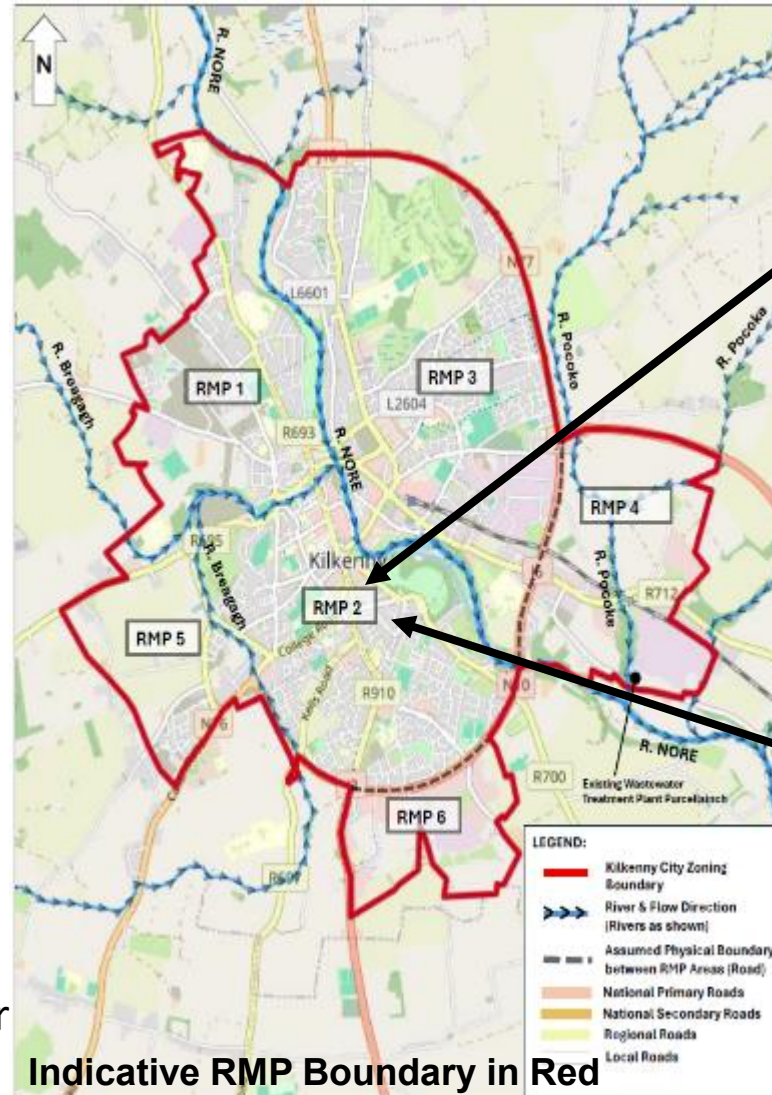 N
R. NORE
R. Pocoke
R. Pocoka
R. Breagagh
N77
L6601
RMP 1
RMP 3
L2604
R693
R. NORE
R. Pocoke
RMP 4
R695
R. Breagagh
Kilkenny
RMP 2
R712
RMP 5
Kells Road
R910
N10
N76
R. NORE
R700
Existing Wastewater
Treatment Plant Purcellsinch
RMP 6
R697
LEGEND:
Kilkenny City Zoning
Boundary
River & Flow Direction
(Rivers as shown)
Assumed Physical Boundary
between RMP Areas (Road)
National Primary Roads
National Secondary Roads
Regional Roads
Local Roads
Indicative RMP Boundary in Red